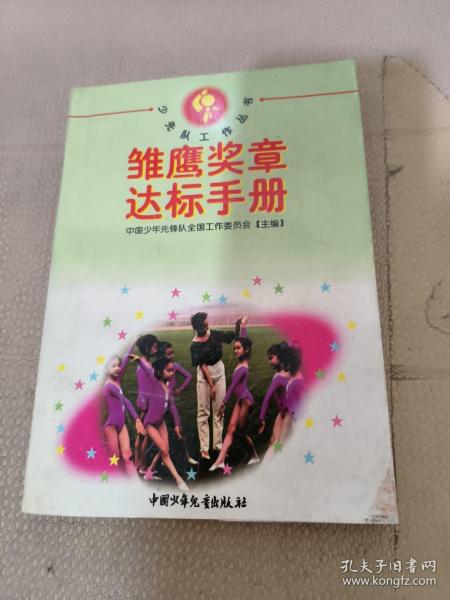 少先队工作丛书
雏鹰奖章
达标手册
中国少年先锋队全国工作委员会【主编】
中国少年儿童出版社
孔夫子旧书网
www.kongfz.com